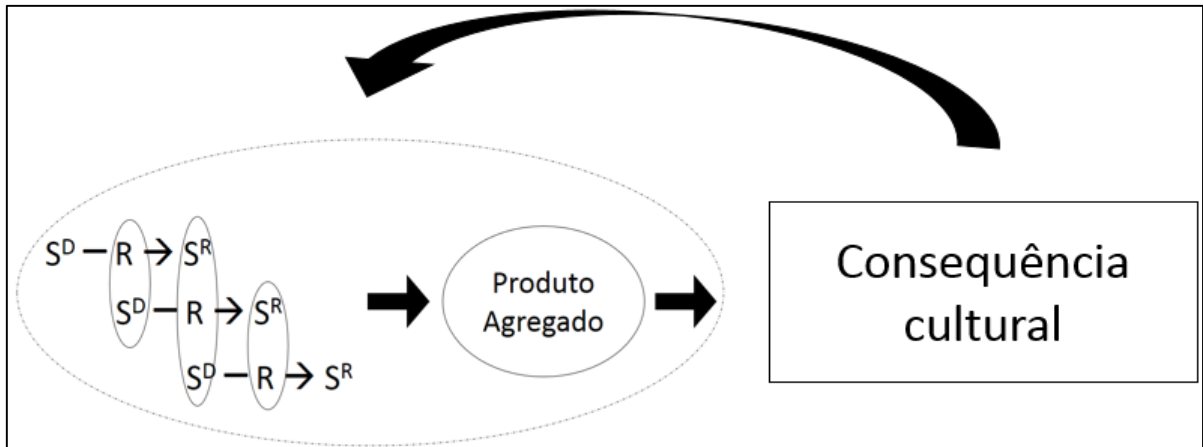 S^D — R → S^R
S^D — R → S^R
S^D — R → S^R
Produto
Agregado
Consequência
cultural